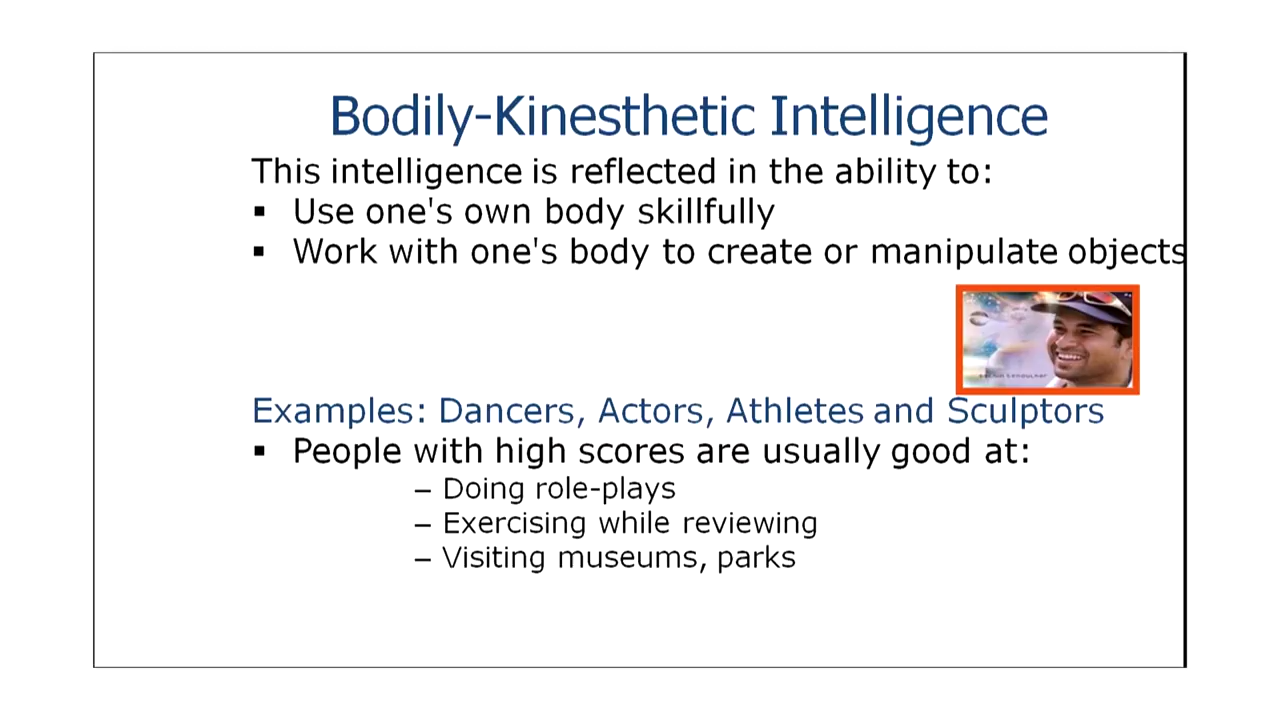 Bodily-Kinesthetic Intelligence
This intelligence is reflected in the ability to:
▪ Use one's own body skillfully
▪ Work with one's body to create or manipulate objects
Examples: Dancers, Actors, Athletes and Sculptors
▪ People with high scores are usually good at:
– Doing role-plays
– Exercising while reviewing
– Visiting museums, parks